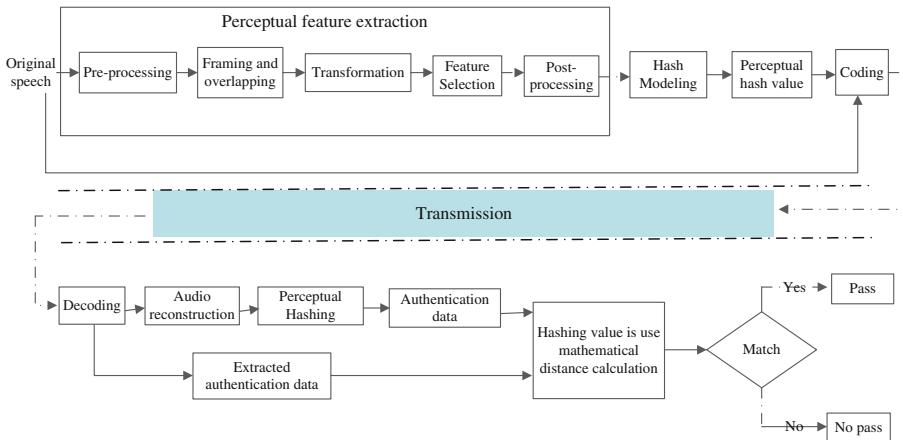 Perceptual feature extraction
Original
speech
Pre-processing
Framing and
overlapping
Transformation
Feature
Selection
Post-
processing
Hash
Modeling
Perceptual
hash value
Coding
Transmission
Decoding
Audio
reconstruction
Perceptual
Hashing
Authentication
data
Extracted
authentication data
Hashing value is use
mathematical
distance calculation
Match
Yes
Pass
No
No pass